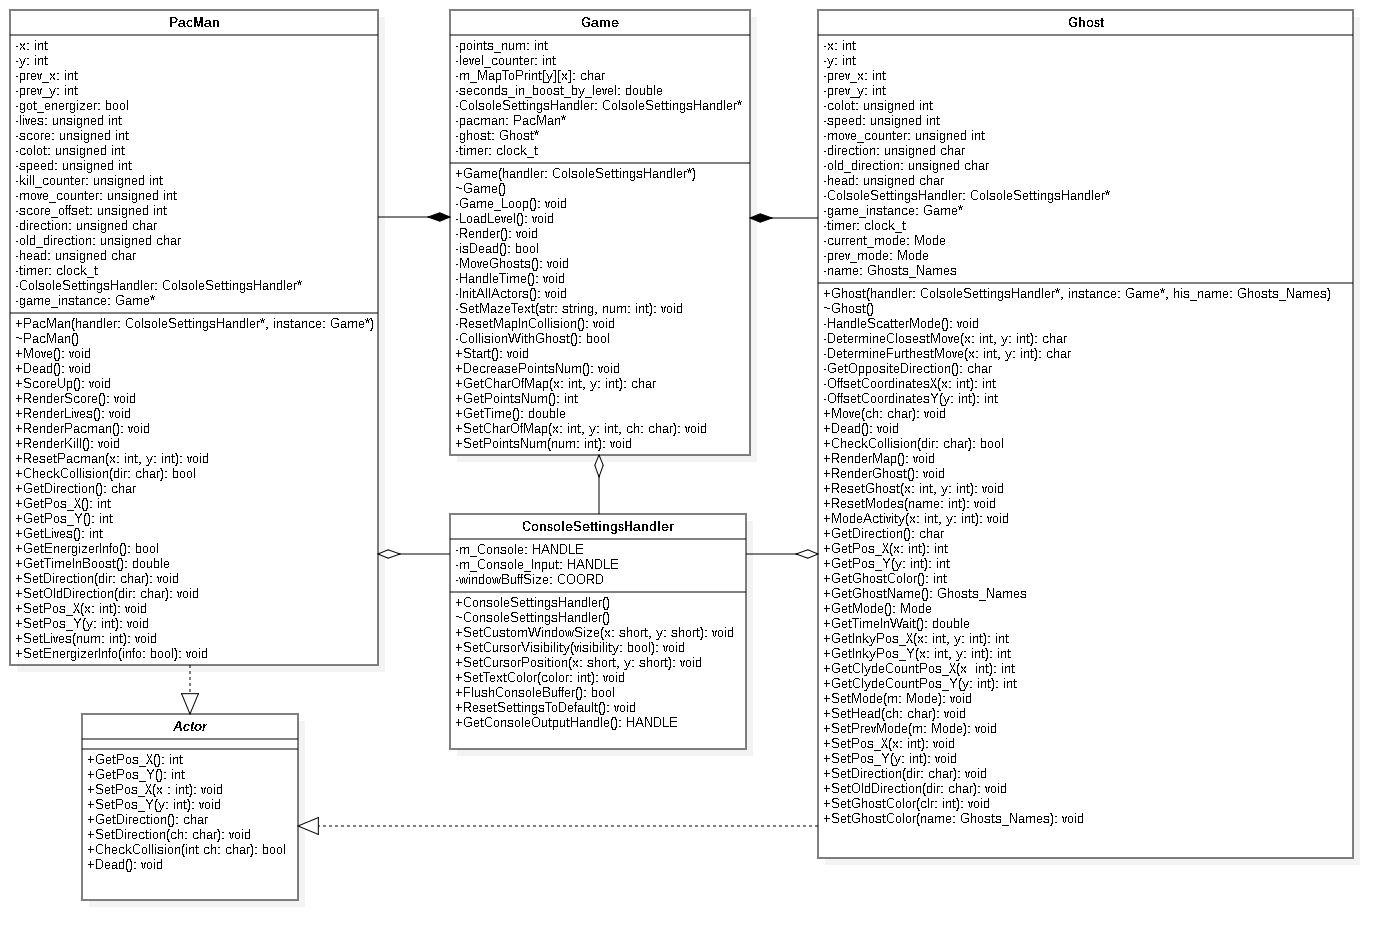 PacMan
-x: int
-y: int
-prev_x: int
-prev_y: int
-got_energizer: bool
-lives: unsigned int
-score: unsigned int
-colot: unsigned int
-speed: unsigned int
-kill_counter: unsigned int
-move_counter: unsigned int
-score_offset: unsigned int
-direction: unsigned char
-old_direction: unsigned char
-head: unsigned char
-timer: clock_t
-ColsoleSettingsHandler: ColsoleSettingsHandler*
-game_instance: Game*
+PacMan(handler: ColsoleSettingsHandler*, instance: Game*)
~PacMan()
+Move(): void
+Dead(): void
+ScoreUp(): void
+RenderScore(): void
+RenderLives(): void
+RenderPacman(): void
+RenderKill(): void
+ResetPacman(x: int, y: int): void
+CheckCollision(dir: char): bool
+GetDirection(): char
+GetPos_X(): int
+GetPos_Y(): int
+GetLives(): int
+GetEnergizerInfo(): bool
+GetTimeInBoost(): double
+SetDirection(dir: char): void
+SetOldDirection(dir: char): void
+SetPos_X(x: int): void
+SetPos_Y(y: int): void
+SetLives(num: int): void
+SetEnergizerInfo(info: bool): void
Game
-points_num: int
-level_counter: int
-m_MapToPrint[y][x]: char
-seconds_in_boost_by_level: double
-ColsoleSettingsHandler: ColsoleSettingsHandler*
-pacman: PacMan*
-ghost: Ghost*
-timer: clock_t
+Game(handler: ColsoleSettingsHandler*)
~Game()
-Game_Loop(): void
-LoadLevel(): void
-Render(): void
-isDead(): bool
-MoveGhosts(): void
-HandleTime(): void
-InitAllActors(): void
-SetMazeText(str: string, num: int): void
-ResetMapInCollision(): void
-CollisionWithGhost(): bool
+Start(): void
+DecreasePointsNum(): void
+GetCharOfMap(x: int, y: int): char
+GetPointsNum(): int
+GetTime(): double
+SetCharOfMap(x: int, y: int, ch: char): void
+SetPointsNum(num: int): void
Ghost
-x: int
-y: int
-prev_x: int
-prev_y: int
-colot: unsigned int
-speed: unsigned int
-move_counter: unsigned int
-direction: unsigned char
-old_direction: unsigned char
-head: unsigned char
-ColsoleSettingsHandler: ColsoleSettingsHandler*
-game_instance: Game*
-timer: clock_t
-current_mode: Mode
-prev_mode: Mode
-name: Ghosts_Names
+Ghost(handler: ColsoleSettingsHandler*, instance: Game*, his_name: Ghosts_Names)
~Ghost()
-HandleScatterMode(): void
-DetermineClosestMove(x: int, y: int): char
-DetermineFurthestMove(x: int, y: int): char
-GetOppositeDirection(): char
-OffsetCoordinatesX(x: int): int
-OffsetCoordinatesY(y: int): int
+Move(ch: char): void
+Dead(): void
+CheckCollision(dir: char): bool
+RenderMap(): void
+RenderGhost(): void
+ResetGhost(x: int, y: int): void
+ResetModes(name: int): void
+ModeActivity(x: int, y: int): void
+GetDirection(): char
+GetPos_X(x: int): int
+GetPos_Y(y: int): int
+GetGhostColor(): int
+GetGhostName(): Ghosts_Names
+GetMode(): Mode
+GetTimeInWait(): double
+GetInkyPos_X(x: int, y: int): int
+GetInkyPos_Y(x: int, y: int): int
+GetClydeCountPos_X(x  int): int
+GetClydeCountPos_Y(y: int): int
+SetMode(m: Mode): void
+SetHead(ch: char): void
+SetPrevMode(m: Mode): void
+SetPos_X(x: int): void
+SetPos_Y(y: int): void
+SetDirection(dir: char): void
+SetOldDirection(dir: char): void
+SetGhostColor(clr: int): void
+SetGhostColor(name: Ghosts_Names): void
ConsoleSettingsHandler
-m_Console: HANDLE
-m_Console_Input: HANDLE
-windowBuffSize: COORD
+ConsoleSettingsHandler()
~ConsoleSettingsHandler()
+SetCustomWindowSize(x: short, y: short): void
+SetCursorVisibility(visibility: bool): void
+SetCursorPosition(x: short, y: short): void
+SetTextColor(color: int): void
+FlushConsoleBuffer(): bool
+ResetSettingsToDefault(): void
+GetConsoleOutputHandle(): HANDLE
Actor
+GetPos_X(): int
+GetPos_Y(): int
+SetPos_X(x : int): void
+SetPos_Y(y: int): void
+GetDirection(): char
+SetDirection(ch: char): void
+CheckCollision(int ch: char): bool
+Dead(): void